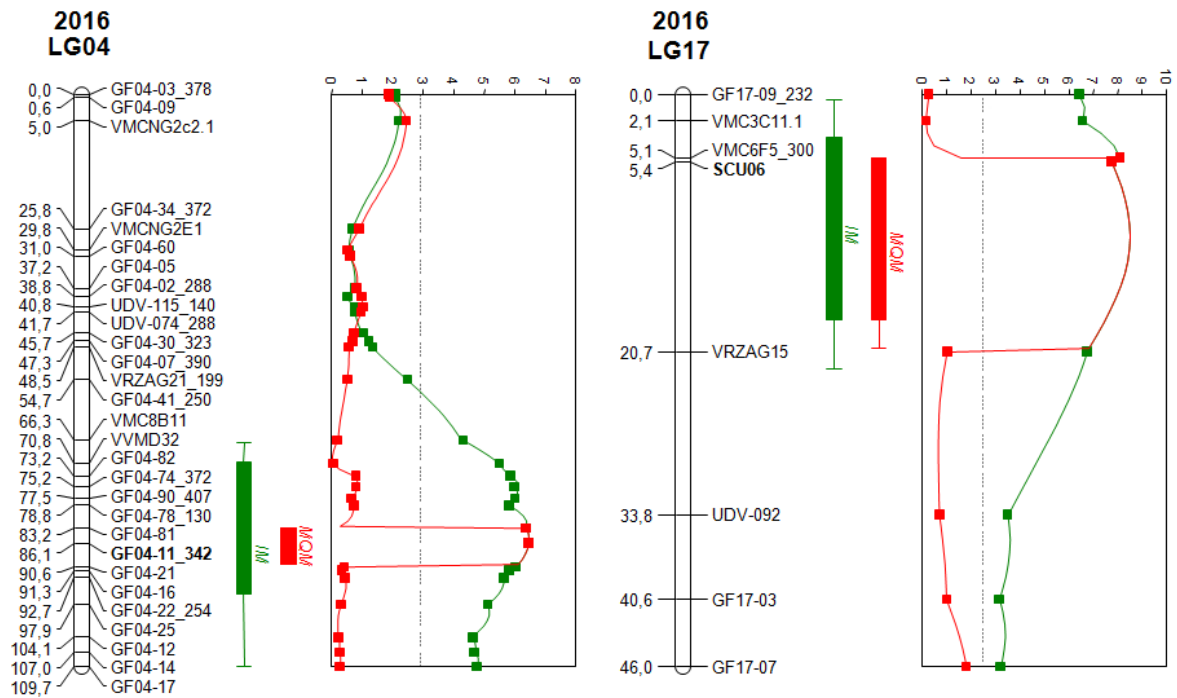 2016
LG04
0 1 2 3 4 5 6 7 8
0,0 GF04-03_378
0,6 GF04-09
5,0 VMCNG2c2.1
25,8 GF04-34_372
29,8 VMCNG2E1
31,0 GF04-60
37,2 GF04-05
38,8 GF04-02_288
40,8 UDV-115_140
41,7 UDV-074_288
45,7 GF04-30_323
47,3 GF04-07_390
48,5 VRZAG21_199
54,7 GF04-41_250
66,3 VMC8B11
70,8 VVMD32
73,2 GF04-82
75,2 GF04-74_372
77,5 GF04-90_407
78,8 GF04-78_130
83,2 GF04-81
86,1 GF04-11_342
90,6 GF04-21
91,3 GF04-16
92,7 GF04-22_254
97,9 GF04-25
104,1 GF04-12
107,0 GF04-14
109,7 GF04-17
IM
MQM
2016
LG17
0 1 2 3 4 5 6 7 8 9 10
0,0 GF17-09_232
2,1 VMC3C11.1
5,1 VMC6F5_300
5,4 SCU06
20,7 VRZAG15
33,8 UDV-092
40,6 GF17-03
46,0 GF17-07
IM
MQM